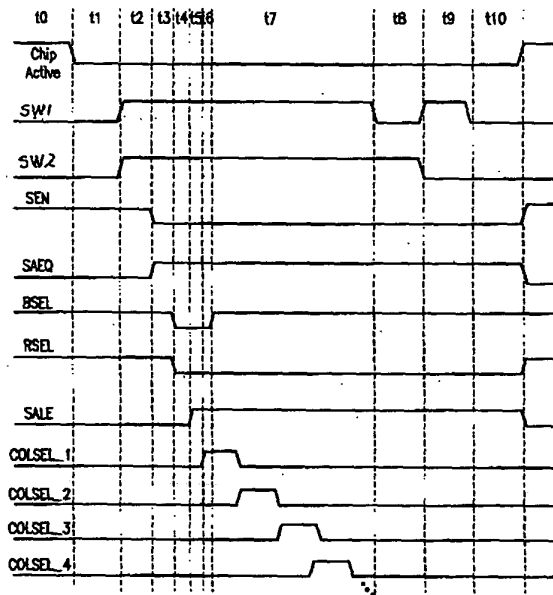 t0 t1 t2 t3 t4 t5 t6 t7 t8 t9 t10
Chip
Active
SW1
SW2
SEN
SAEQ
BSEL
RSEL
SALE
COLSEL_1
COLSEL_2
COLSEL_3
COLSEL_4